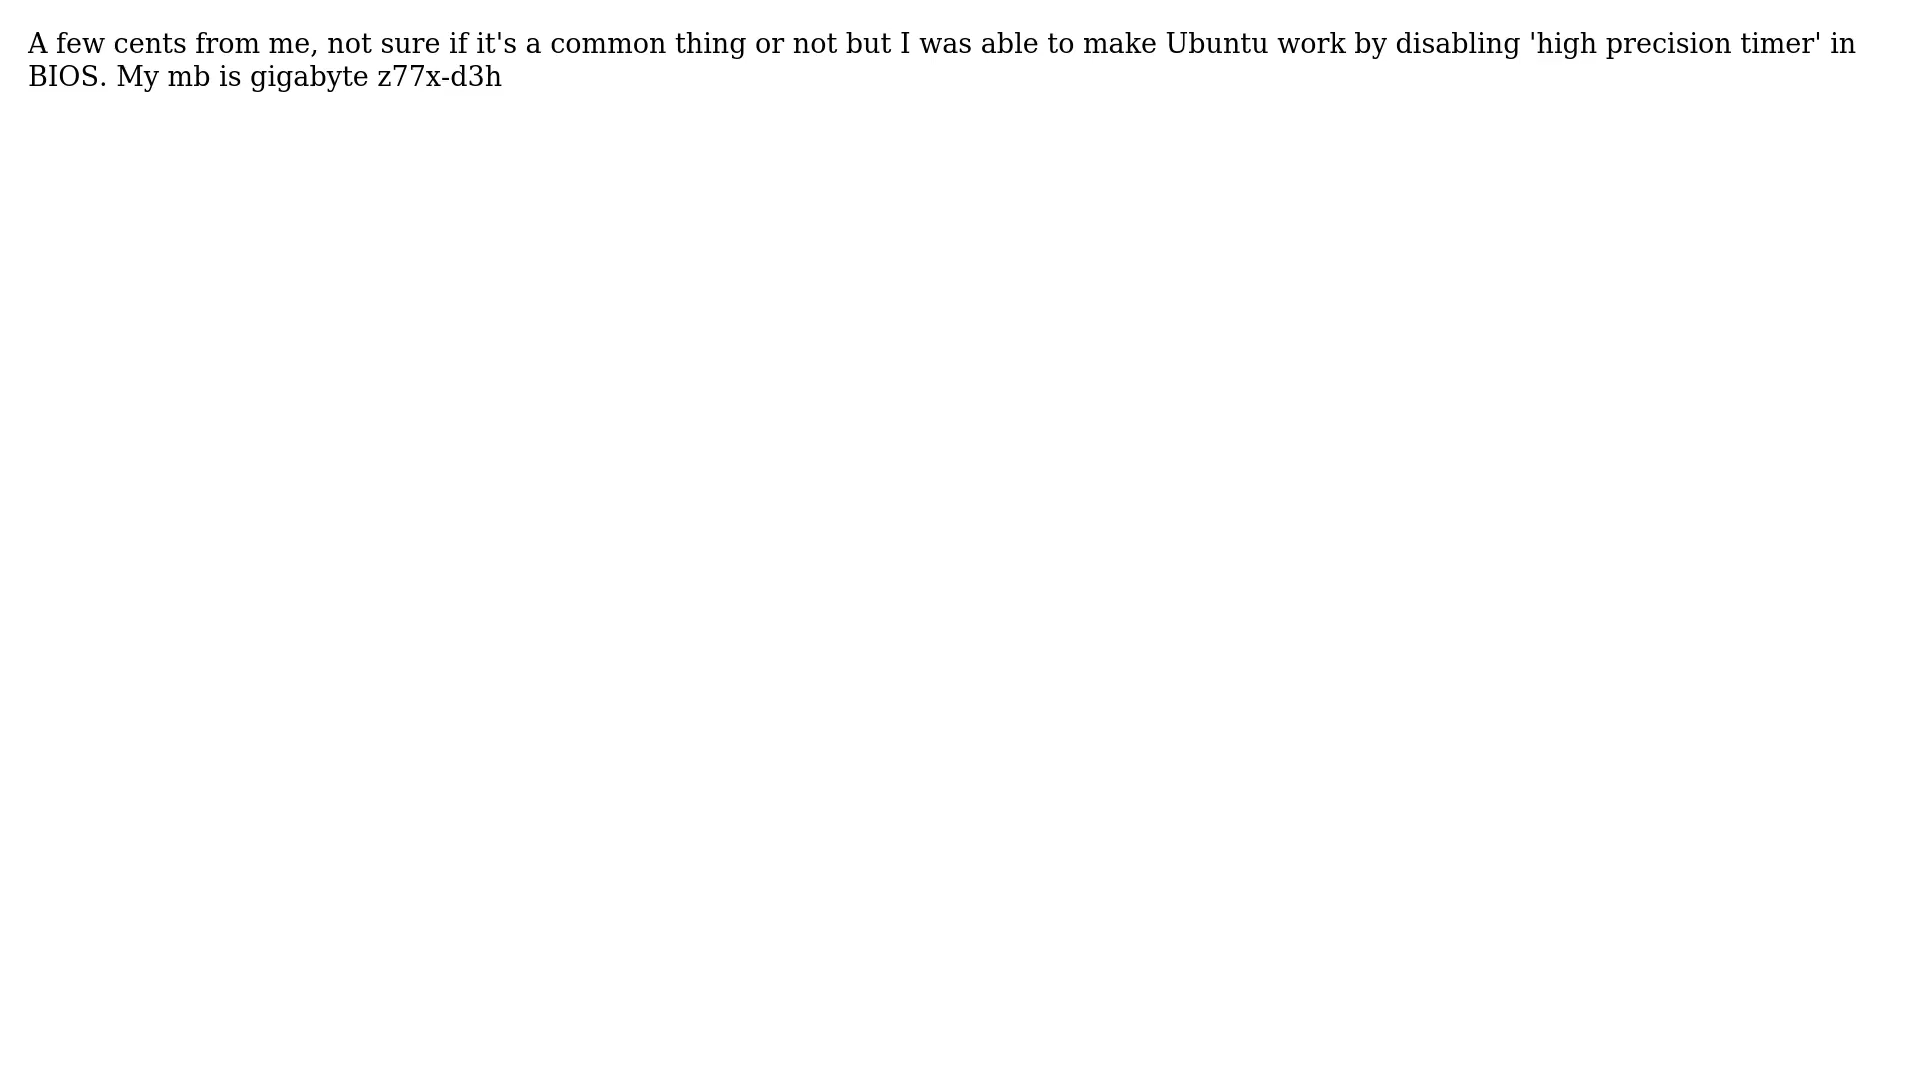 A few cents from me, not sure if it's a common thing or not but I was able to make Ubuntu work by disabling 'high precision timer' in
BIOS. My mb is gigabyte z77x-d3h